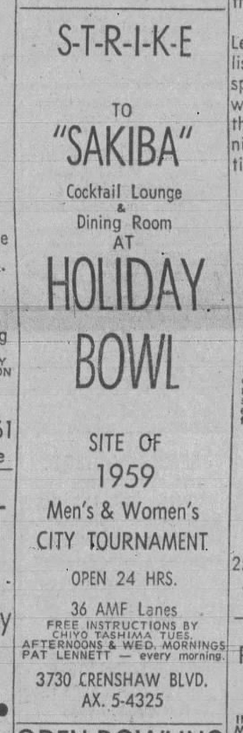 S-T-R-I-K-E
TO
"SAKIBA"
Cocktail Lounge
&
Dining Room
AT
HOLIDAY
BOWL
SITE OF
1959
Men's & Women's
CITY TOURNAMENT
OPEN 24 HRS.
36 AMF Lanes
FREE INSTRUCTIONS BY
CHIYO TASHIMA TUES.
AFTERNOONS & WED. MORNINGS
PAT LENNETT — every morning.
3730 CRENSHAW BLVD.
AX. 5-4325
OPEN BOWLING